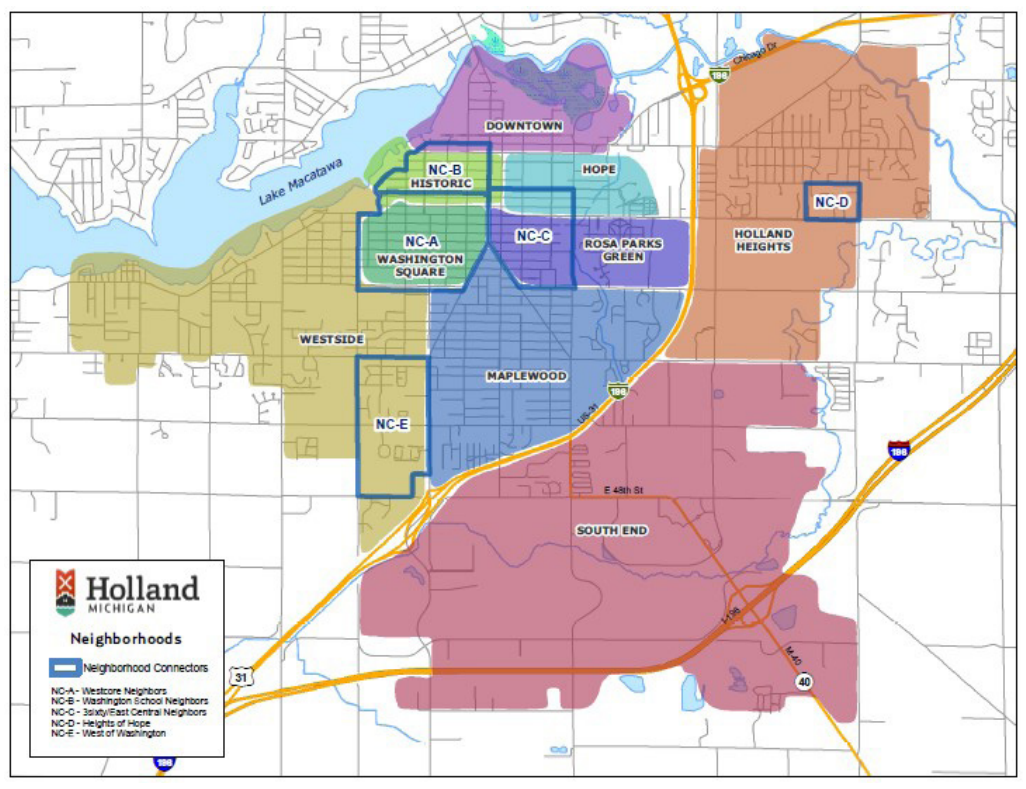 Chicago Dr
196
DOWNTOWN
Lake Macatawa
NC-B
HISTORIC
HOPE
NC-D
NC-A
WASHINGTON
SQUARE
NC-C
ROSA PARKS
GREEN
HOLLAND
HEIGHTS
WESTSIDE
MAPLEWOOD
196
US-31
NC-E
196
E 48th St
SOUTH END
I-196
M-40
40
31
196
Holland
MICHIGAN
Neighborhoods
Neighborhood Connectors
NC-A - Westcore Neighbors
NC-B - Washington School Neighbors
NC-C - 3sixty/East Central Neighbors
NC-D - Heights of Hope
NC-E - West of Washington